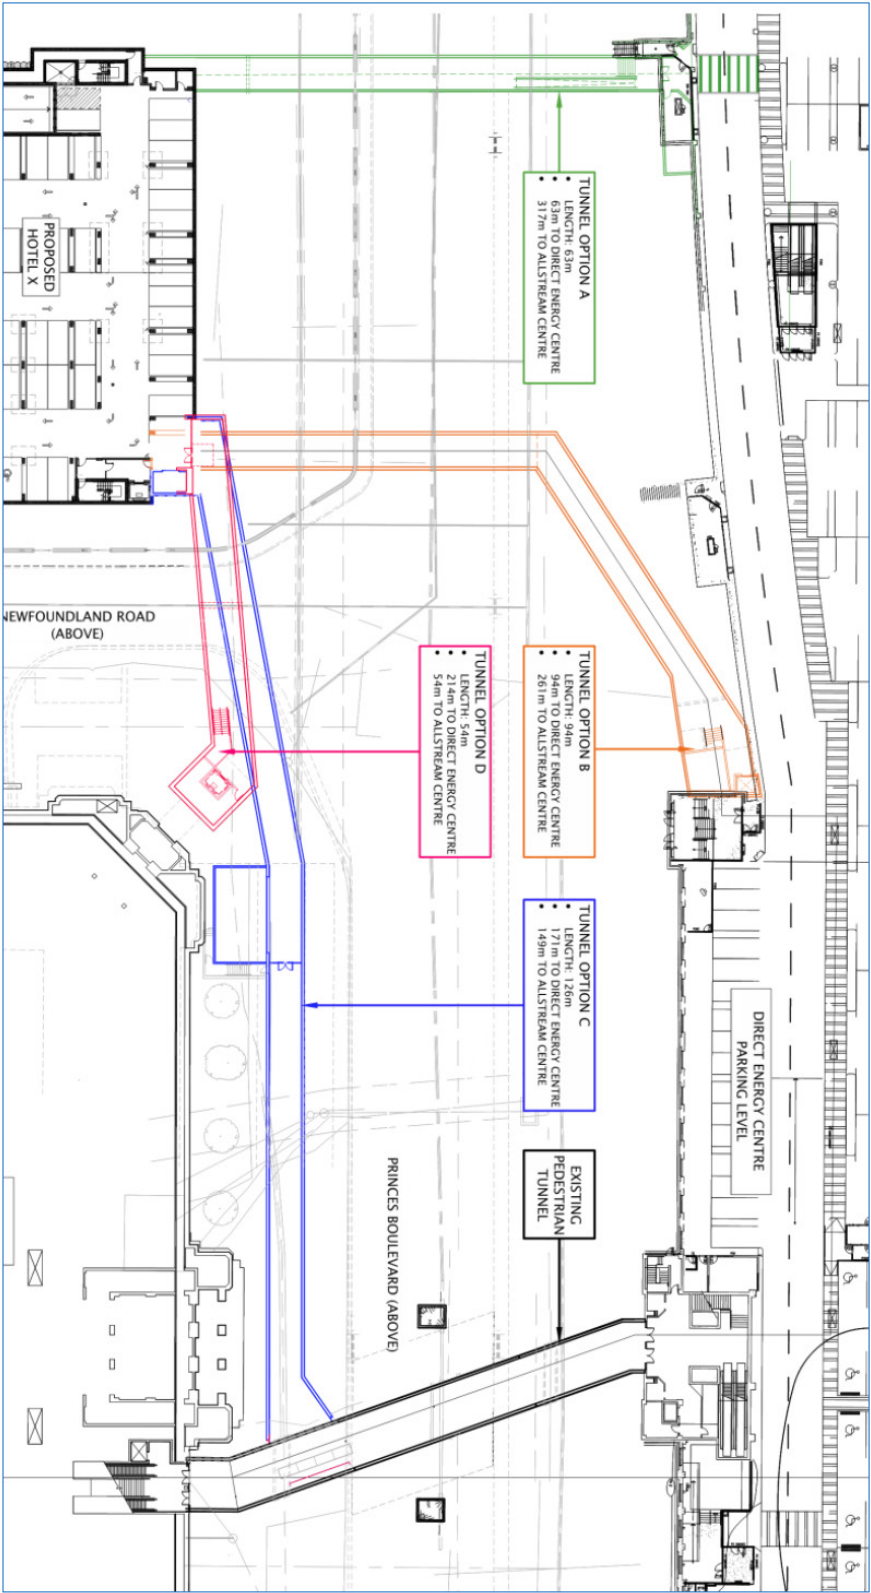 TUNNEL OPTION A
• LENGTH: 63m
• 63m TO DIRECT ENERGY CENTRE
• 317m TO ALLSTREAM CENTRE
PROPOSED
HOTEL X
TUNNEL OPTION B
• LENGTH: 94m
• 94m TO DIRECT ENERGY CENTRE
• 261m TO ALLSTREAM CENTRE
TUNNEL OPTION D
• LENGTH: 54m
• 214m TO DIRECT ENERGY CENTRE
• 54m TO ALLSTREAM CENTRE
NEWFOUNDLAND ROAD
(ABOVE)
TUNNEL OPTION C
• LENGTH: 126m
• 171m TO DIRECT ENERGY CENTRE
• 149m TO ALLSTREAM CENTRE
DIRECT ENERGY CENTRE
PARKING LEVEL
EXISTING
PEDESTRIAN
TUNNEL
PRINCES BOULEVARD (ABOVE)